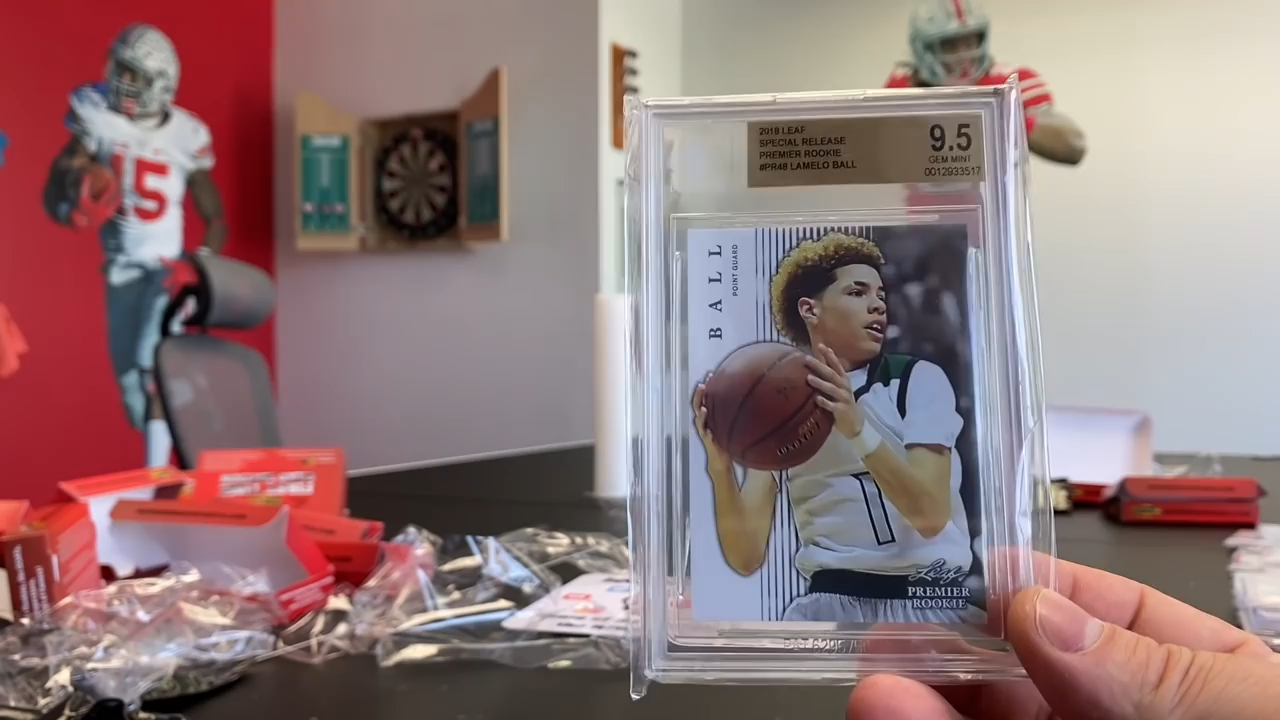 15
2018 LEAF
SPECIAL RELEASE
PREMIER ROOKIE
#PR48 LAMELO BALL
9.5
GEM MINT
0012933517
BALL
POINT GUARD
1
Leaf
PREMIER
ROOKIE